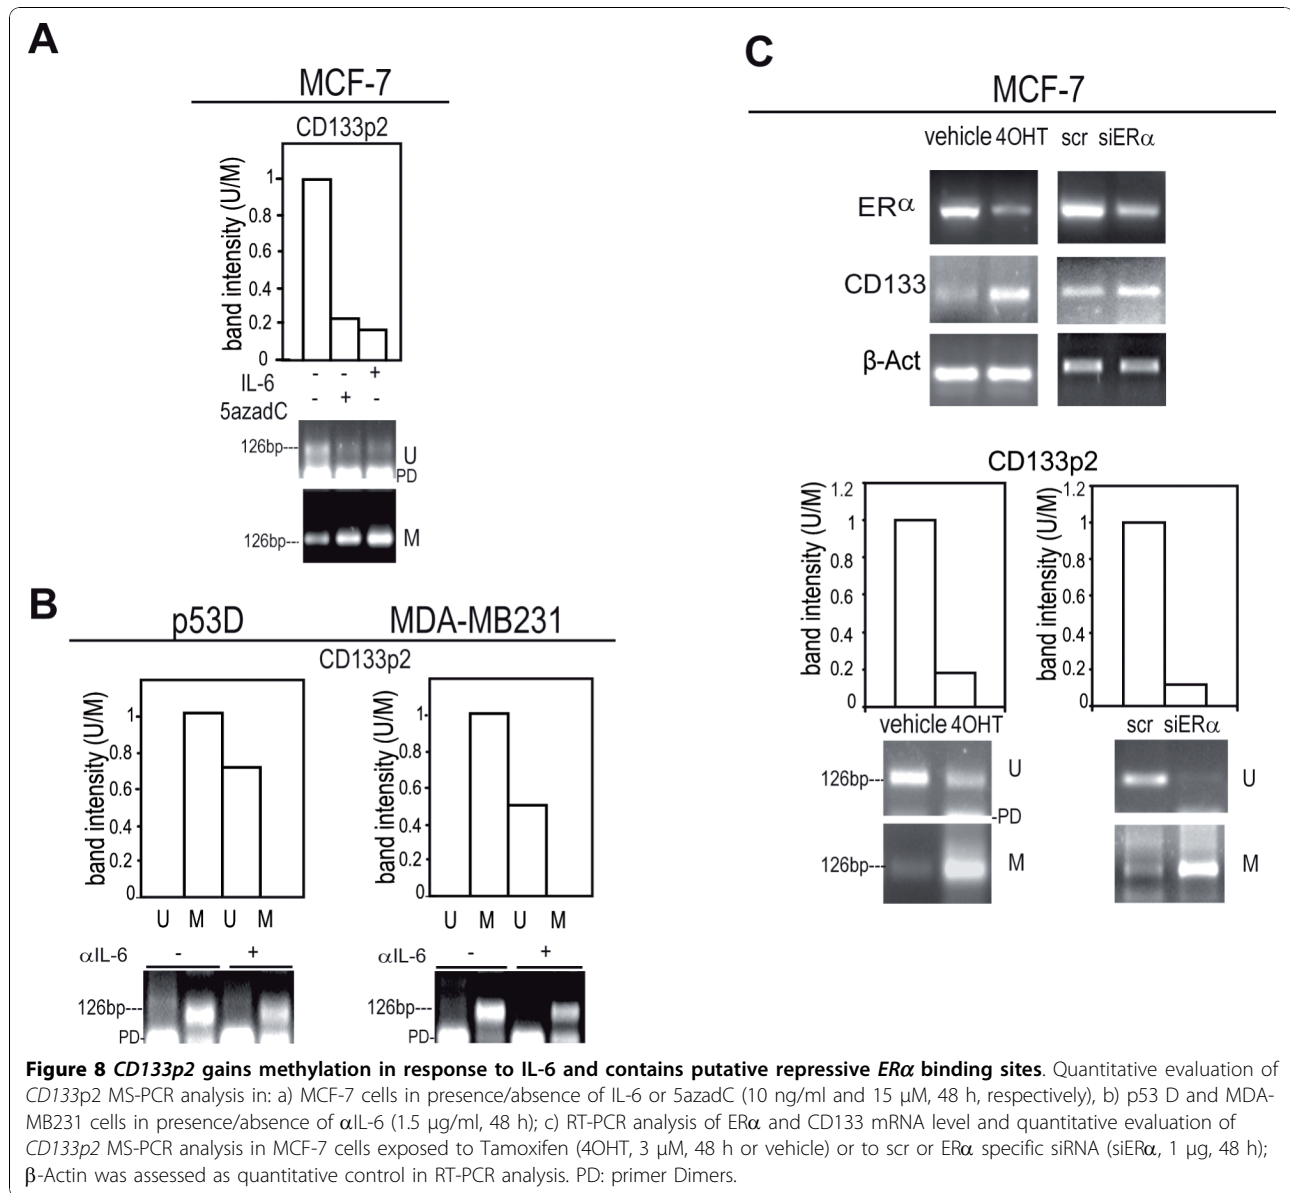 A
MCF-7
CD133p2
band intensity (U/M)
1
0.8
0.6
0.4
0.2
0
IL-6 - - +
5azadC - + -
126bp---
U
PD
126bp---
M
B
p53D MDA-MB231
CD133p2
band intensity (U/M)
1
0.8
0.6
0.4
0.2
0
U M U M
αIL-6 - +
126bp---
PD-
band intensity (U/M)
1
0.8
0.6
0.4
0.2
0
U M U M
αIL-6 - +
126bp---
PD-
C
MCF-7
vehicle 4OHT scr siERα
ERα
CD133
β-Act
CD133p2
band intensity (U/M)
1.2
1
0.8
0.6
0.4
0.2
0
vehicle 4OHT
126bp---
U
-PD
126bp---
M
band intensity (U/M)
1.2
1
0.8
0.6
0.4
0.2
0
scr siERα
U
M
Figure 8 CD133p2 gains methylation in response to IL-6 and contains putative repressive ERα binding sites. Quantitative evaluation of
CD133p2 MS-PCR analysis in: a) MCF-7 cells in presence/absence of IL-6 or 5azadC (10 ng/ml and 15 μM, 48 h, respectively), b) p53 D and MDA-
MB231 cells in presence/absence of αIL-6 (1.5 μg/ml, 48 h); c) RT-PCR analysis of ERα and CD133 mRNA level and quantitative evaluation of
CD133p2 MS-PCR analysis in MCF-7 cells exposed to Tamoxifen (4OHT, 3 μM, 48 h or vehicle) or to scr or ERα specific siRNA (siERα, 1 μg, 48 h);
β-Actin was assessed as quantitative control in RT-PCR analysis. PD: primer Dimers.